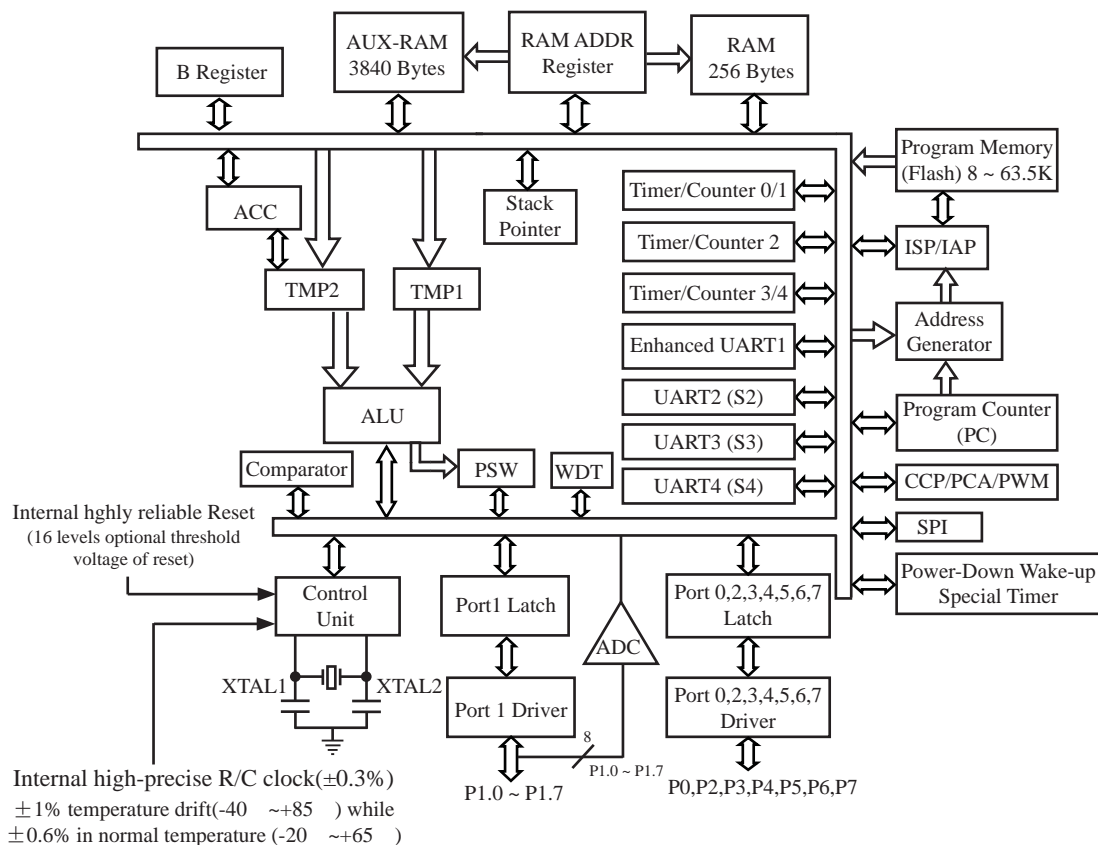 AUX-RAM
3840 Bytes
RAM ADDR
Register
RAM
256 Bytes
B Register
Program Memory
(Flash) 8 ~ 63.5K
Timer/Counter 0/1
ACC
Stack
Pointer
Timer/Counter 2
ISP/IAP
TMP2
TMP1
Timer/Counter 3/4
Address
Generator
Enhanced UART1
UART2 (S2)
Program Counter
(PC)
ALU
UART3 (S3)
Comparator
PSW
WDT
UART4 (S4)
CCP/PCA/PWM
Internal hghly reliable Reset
(16 levels optional threshold
voltage of reset)
SPI
Power-Down Wake-up
Special Timer
Control
Unit
Port1 Latch
Port 0,2,3,4,5,6,7
Latch
ADC
XTAL1
XTAL2
Port 1 Driver
Port 0,2,3,4,5,6,7
Driver
8
P1.0 ~ P1.7
P1.0 ~ P1.7
P0,P2,P3,P4,P5,P6,P7
Internal high-precise R/C clock(±0.3%)
±1% temperature drift(-40 ~+85 ) while
±0.6% in normal temperature (-20 ~+65 )